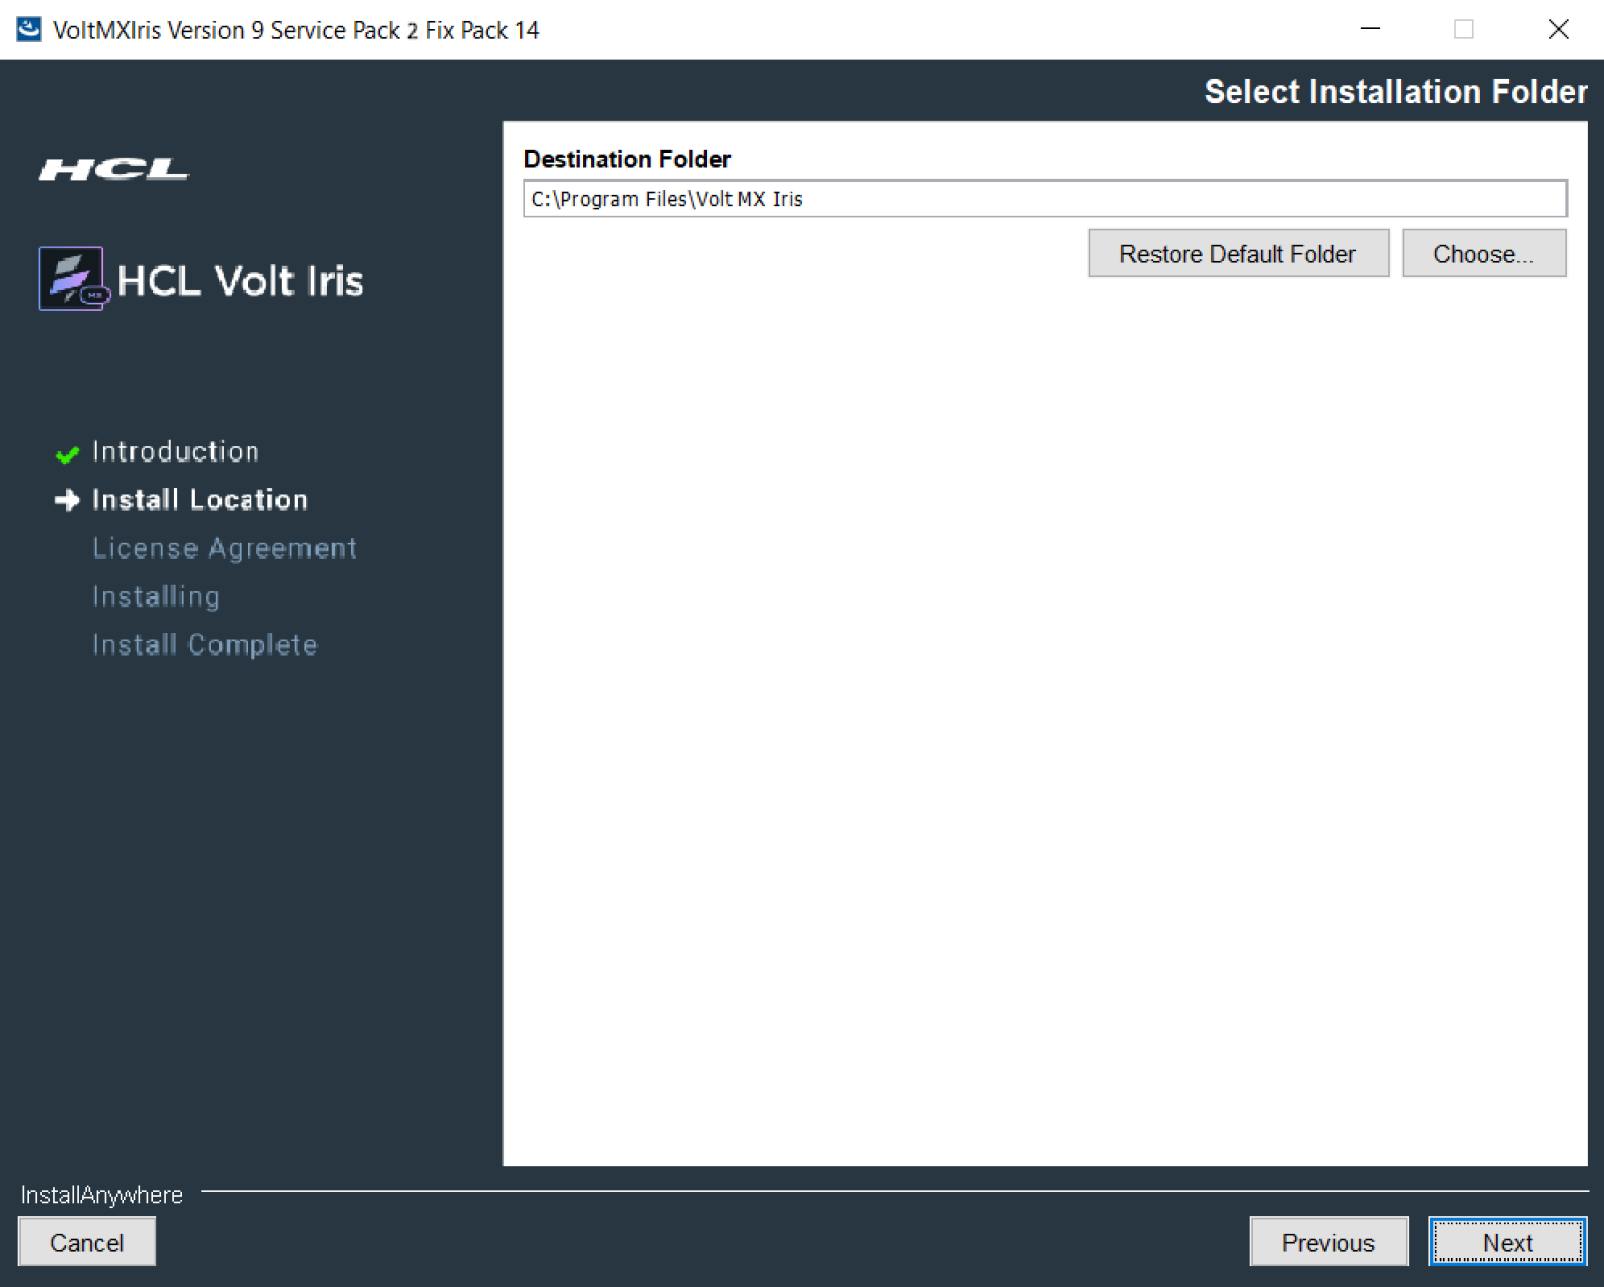 VoltMXIris Version 9 Service Pack 2 Fix Pack 14
Select Installation Folder
HCL
MX
HCL Volt Iris
Introduction
Install Location
License Agreement
Installing
Install Complete
Destination Folder
C:\Program Files\Volt MX Iris
Restore Default Folder
Choose...
InstallAnywhere
Cancel
Previous
Next